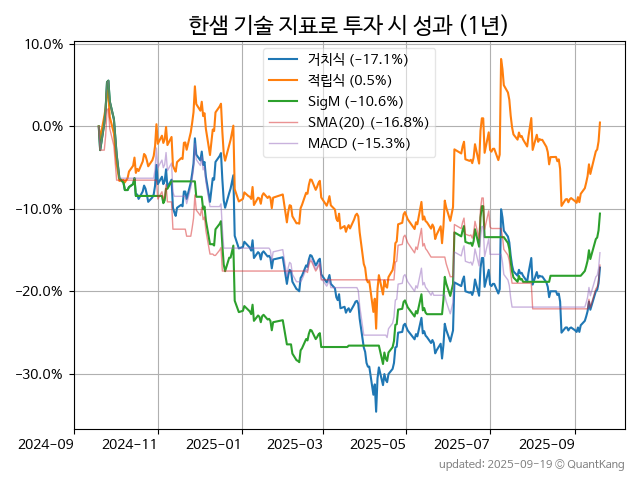 한샘 기술 지표로 투자 시 성과 (1년)
거치식 (−17.1%)
적립식 (0.5%)
SigM (−10.6%)
SMA(20) (−16.8%)
MACD (−15.3%)
10.0%
0.0%
−10.0%
−20.0%
−30.0%
2024-09 2024-11 2025-01 2025-03 2025-05 2025-07 2025-09
updated: 2025-09-19 © QuantKang